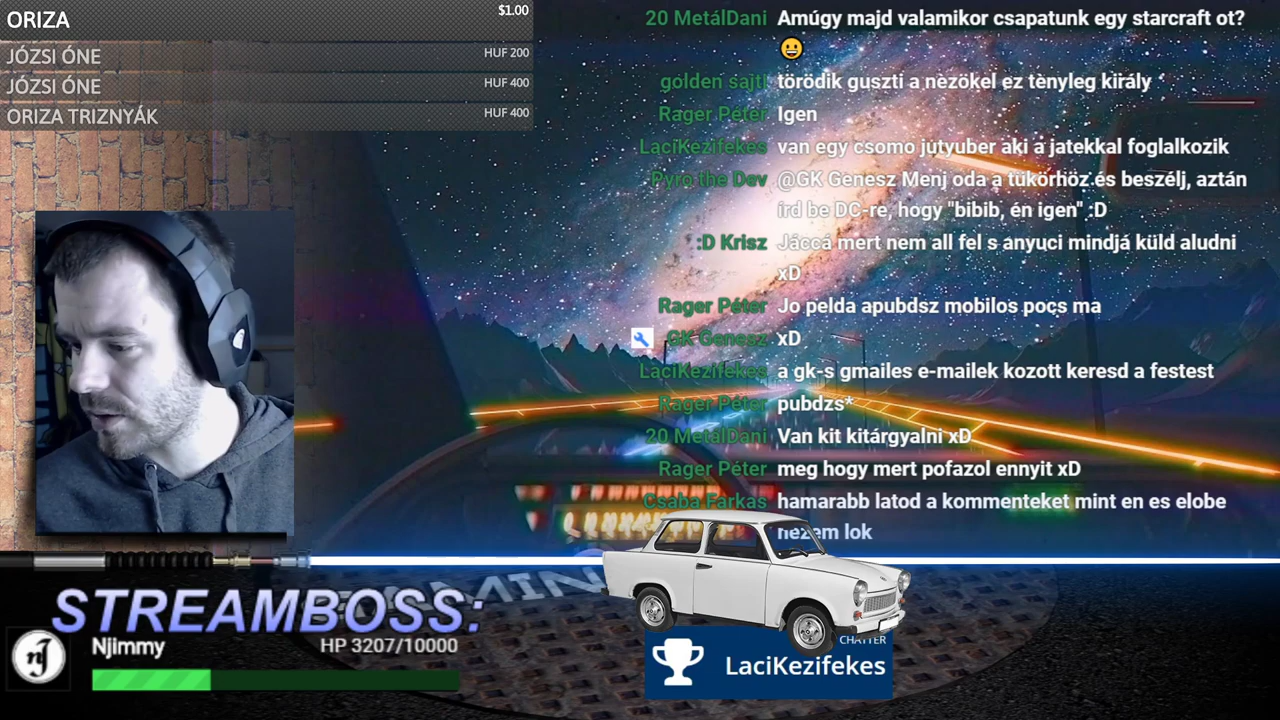 ORIZA $1.00
JÓZSI ÓNE HUF 200
JÓZSI ÓNE HUF 400
ORIZA TRIZNYÁK HUF 400
20 MetálDani Amúgy majd valamikor csapatunk egy starcraft ot?
golden sajti törödik guszti a nèzökel ez tènyleg király
Rager Péter Igen
LaciKezifekes van egy csomo jutyuber aki a jatekkal foglalkozik
Pyro the Dev @GK Genesz Menj oda a tükörhöz és beszélj, aztán
írd be DC-re, hogy "bibib, én igen" :D
:D Krisz Jáccá mert nem all fel s anyuci mindjá küld aludni
xD
Rager Péter Jo pelda apubdsz mobilos pocs ma
GK Genesz xD
LaciKezifekes a gk-s gmailes e-mailek kozott keresd a festest
Rager Péter pubdzs*
20 MetálDani Van kit kitárgyalni xD
Rager Péter meg hogy mert pofazol ennyit xD
Csaba Farkas hamarabb latod a kommenteket mint en es elobe
nezem lok
STREAMBOSS:
Njimmy HP 3207/10000
CHATTER
LaciKezifekes